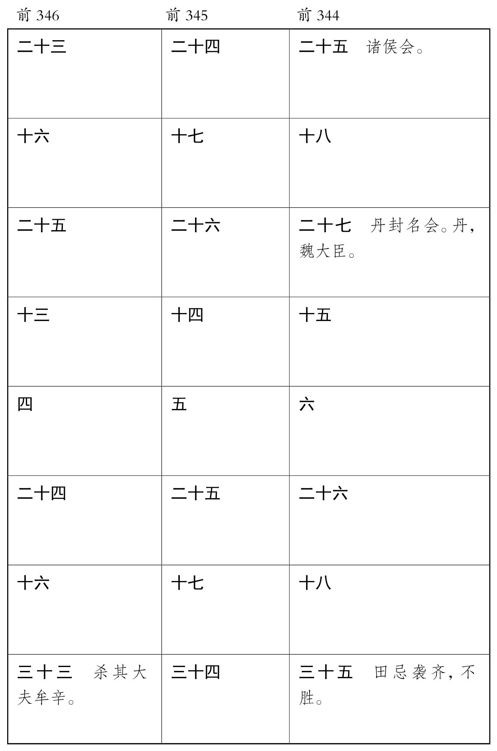 前 346 前 345 前 344
二十三 二十四 二十五 诸侯会。
十六 十七 十八
二十五 二十六 二十七 丹封名会。丹，
魏大臣。
十三 十四 十五
四 五 六
二十四 二十五 二十六
十六 十七 十八
三十三 杀其大 三十四 三十五 田忌袭齐，不
夫牟辛。 胜。